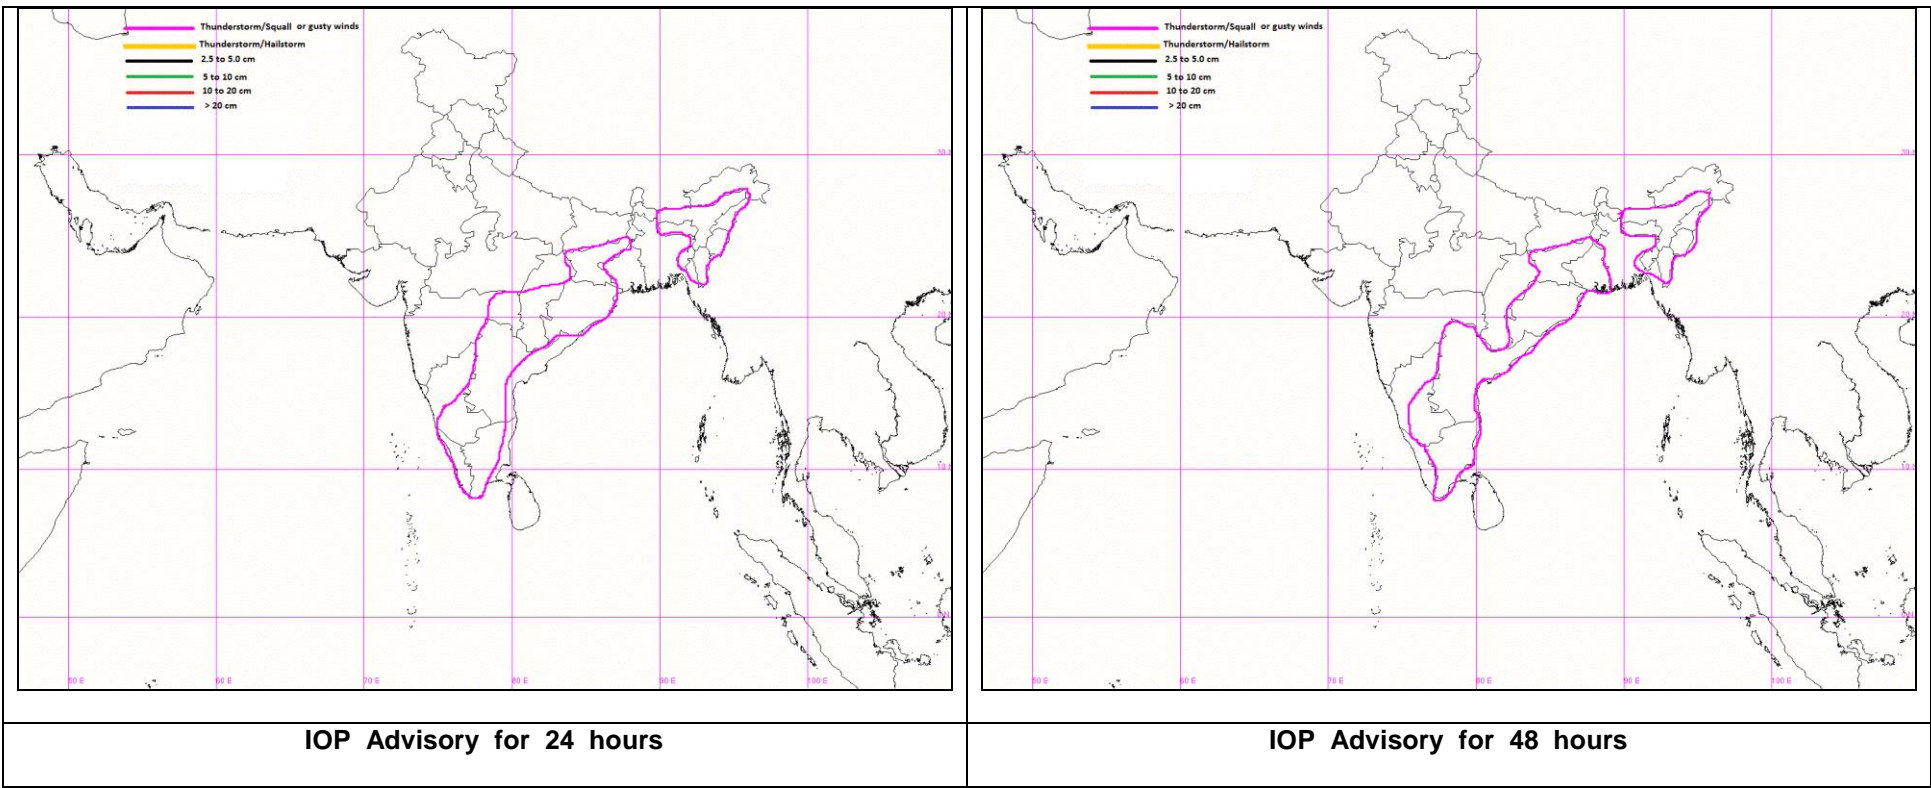 Thunderstorm/Squall or gusty winds
Thunderstorm/Hailstorm
2.5 to 5.0 cm
5 to 10 cm
10 to 20 cm
> 20 cm
50 E
60 E
70 E
80 E
90 E
100 E
IOP Advisory for 24 hours
Thunderstorm/Squall or gusty winds
Thunderstorm/Hailstorm
2.5 to 5.0 cm
5 to 10 cm
10 to 20 cm
> 20 cm
50 E
60 E
70 E
80 E
90 E
100 E
IOP Advisory for 48 hours